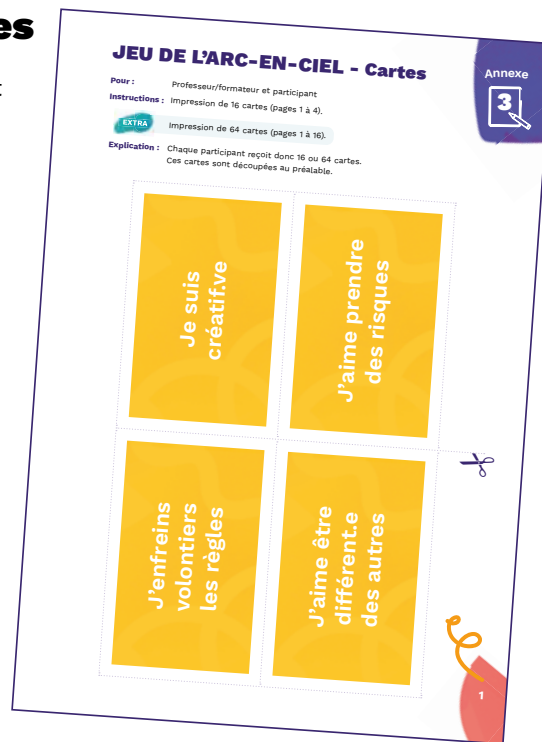 es
t
JEU DE L'ARC-EN-CIEL - Cartes
Annexe
3
Pour : Professeur/formateur et participant
Instructions : Impression de 16 cartes (pages 1 à 4).
EXTRA Impression de 64 cartes (pages 1 à 16).
Explication : Chaque participant reçoit donc 16 ou 64 cartes.
Ces cartes sont découpées au préalable.
Je suis
créatif.ve
J'aime prendre
des risques
J'enfreins
volontiers
les règles
J'aime être
différent.e
des autres
1